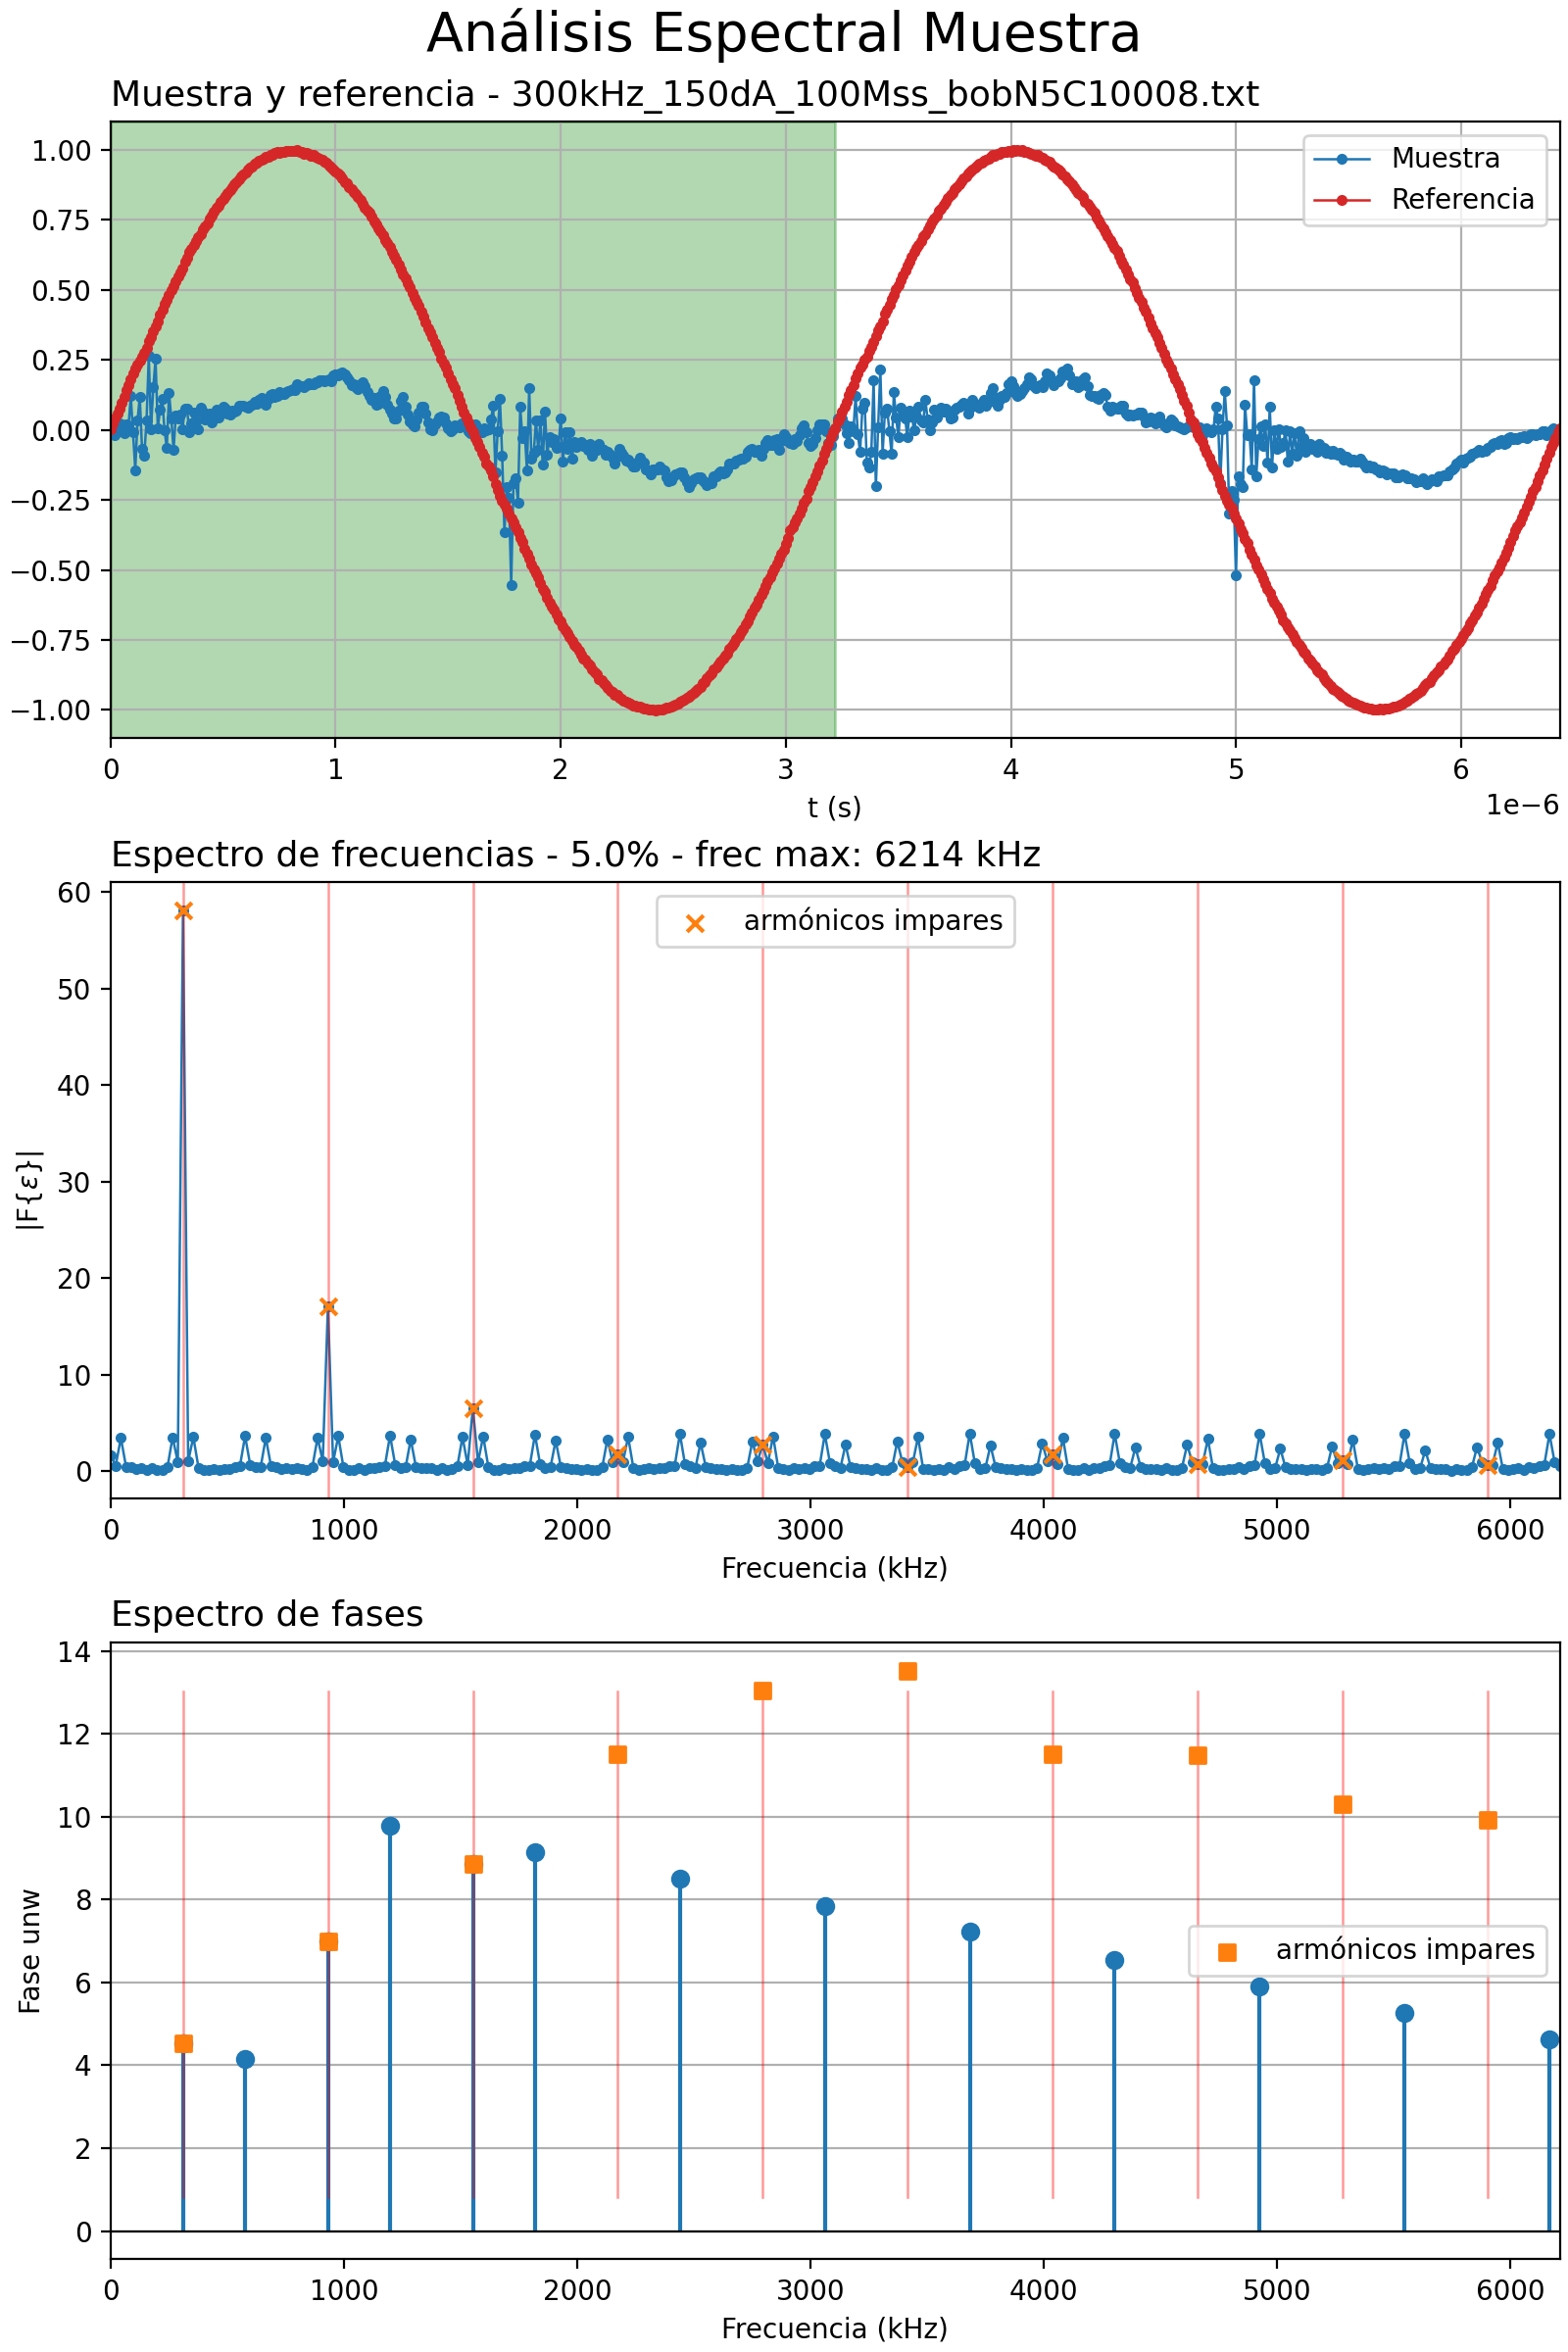 Análisis Espectral Muestra
Muestra y referencia - 300kHz_150dA_100Mss_bobN5C10008.txt
1.00
0.75
0.50
0.25
0.00
−0.25
−0.50
−0.75
−1.00
Muestra
Referencia
0 1 2 3 4 5 6
1e−6
t (s)
Espectro de frecuencias - 5.0% - frec max: 6214 kHz
60
50
40
30
20
10
0
|F{ε}|
armónicos impares
0 1000 2000 3000 4000 5000 6000
Frecuencia (kHz)
Espectro de fases
14
12
10
8
6
4
2
0
Fase unw
armónicos impares
0 1000 2000 3000 4000 5000 6000
Frecuencia (kHz)